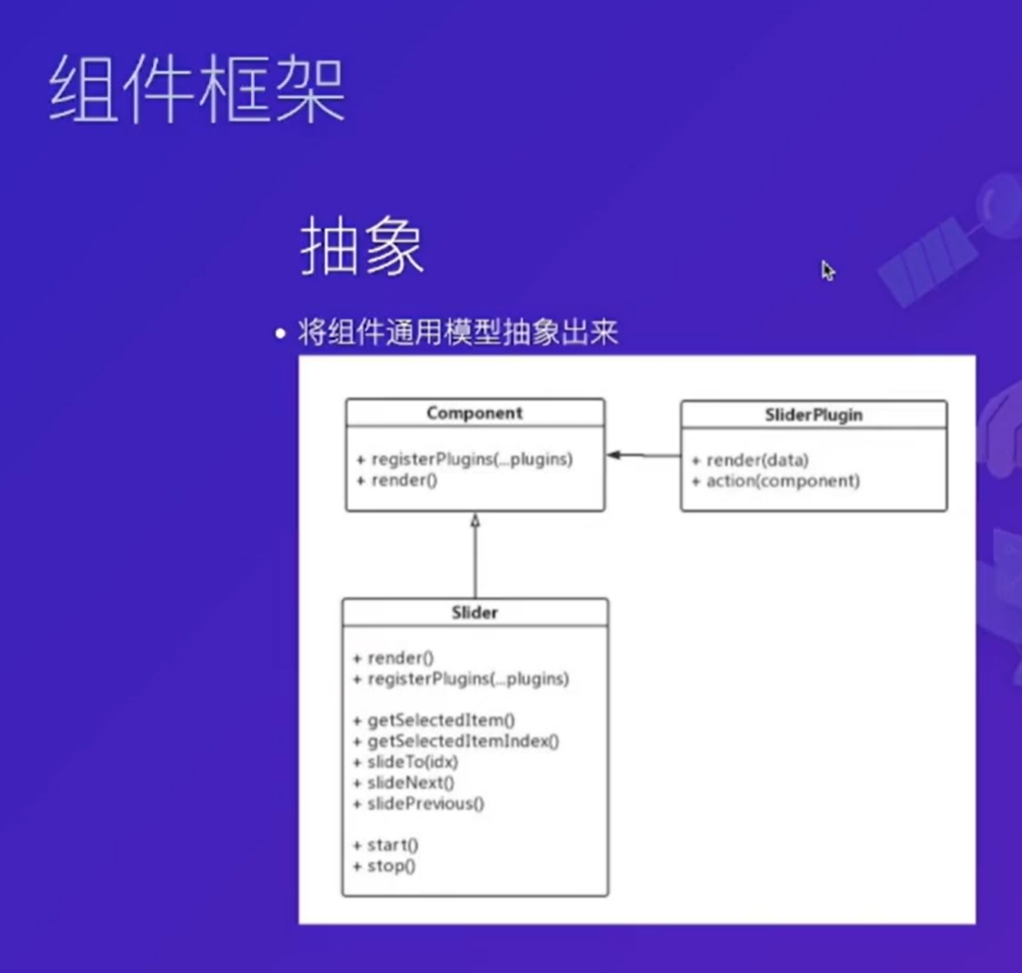 组件框架
抽象
• 将组件通用模型抽象出来
Component
+ registerPlugins(...plugins)
+ render()
SliderPlugin
+ render(data)
+ action(component)
Slider
+ render()
+ registerPlugins(...plugins)
+ getSelectedItem()
+ getSelectedItemIndex()
+ slideTo(idx)
+ slideNext()
+ slidePrevious()
+ start()
+ stop()